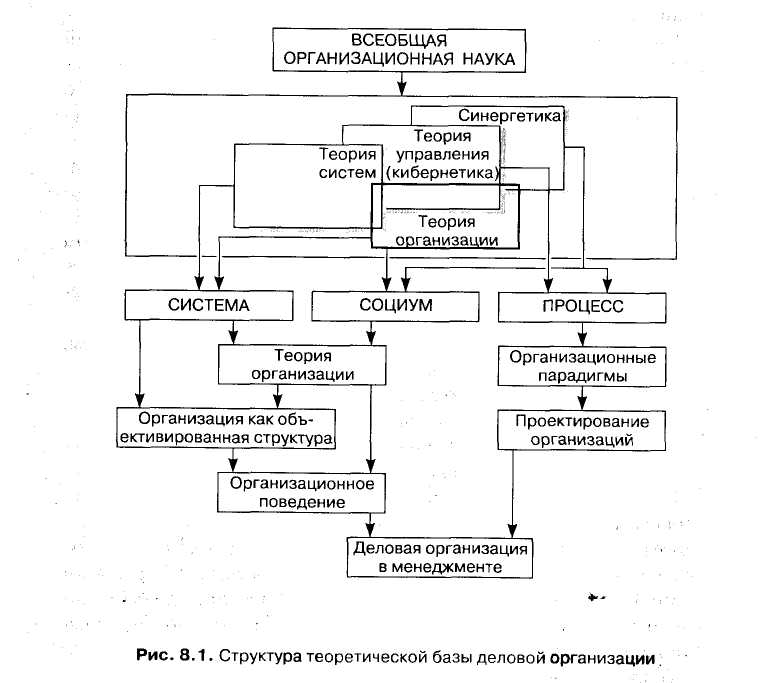 ВСЕОБЩАЯ
ОРГАНИЗАЦИОННАЯ НАУКА
Синергетика
Теория
управления
(кибернетика)
Теория
систем
Теория
организации
СИСТЕМА
СОЦИУМ
ПРОЦЕСС
Теория
организации
Организационные
парадигмы
Организация как объ-
ективированная структура
Проектирование
организаций
Организационное
поведение
Деловая организация
в менеджменте
Рис. 8.1. Структура теоретической базы деловой организации